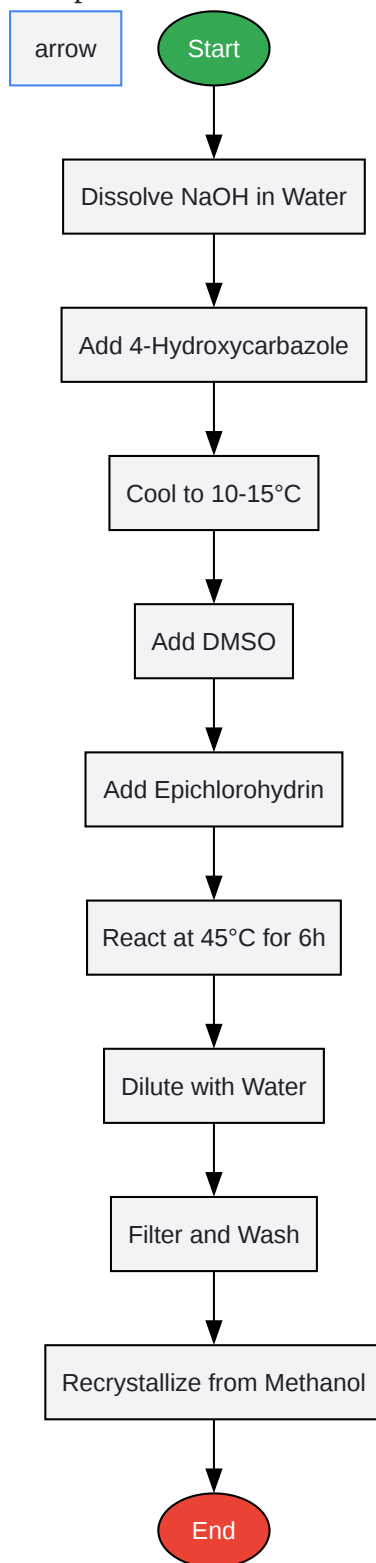 arrow
Start
Dissolve NaOH in Water
Add 4-Hydroxycarbazole
Cool to 10-15°C
Add DMSO
Add Epichlorohydrin
React at 45°C for 6h
Dilute with Water
Filter and Wash
Recrystallize from Methanol
End